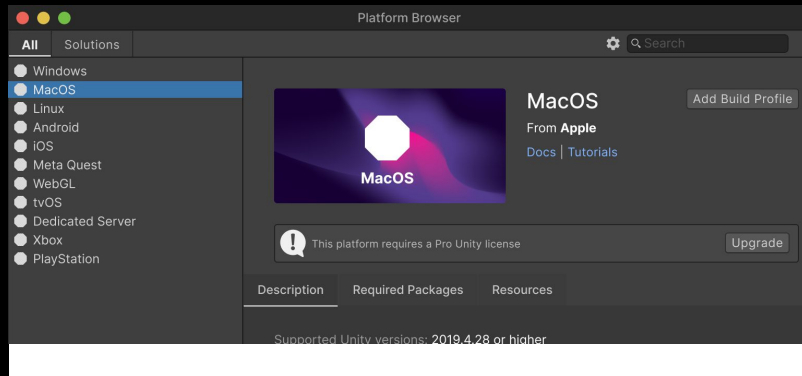 Platform Browser
All Solutions
Search
Windows
MacOS
Linux
Android
iOS
Meta Quest
WebGL
tvOS
Dedicated Server
Xbox
PlayStation
MacOS
MacOS
Add Build Profile
From Apple
Docs | Tutorials
! This platform requires a Pro Unity license
Upgrade
Description Required Packages Resources
Supported Unity versions: 2019.4.28 or higher